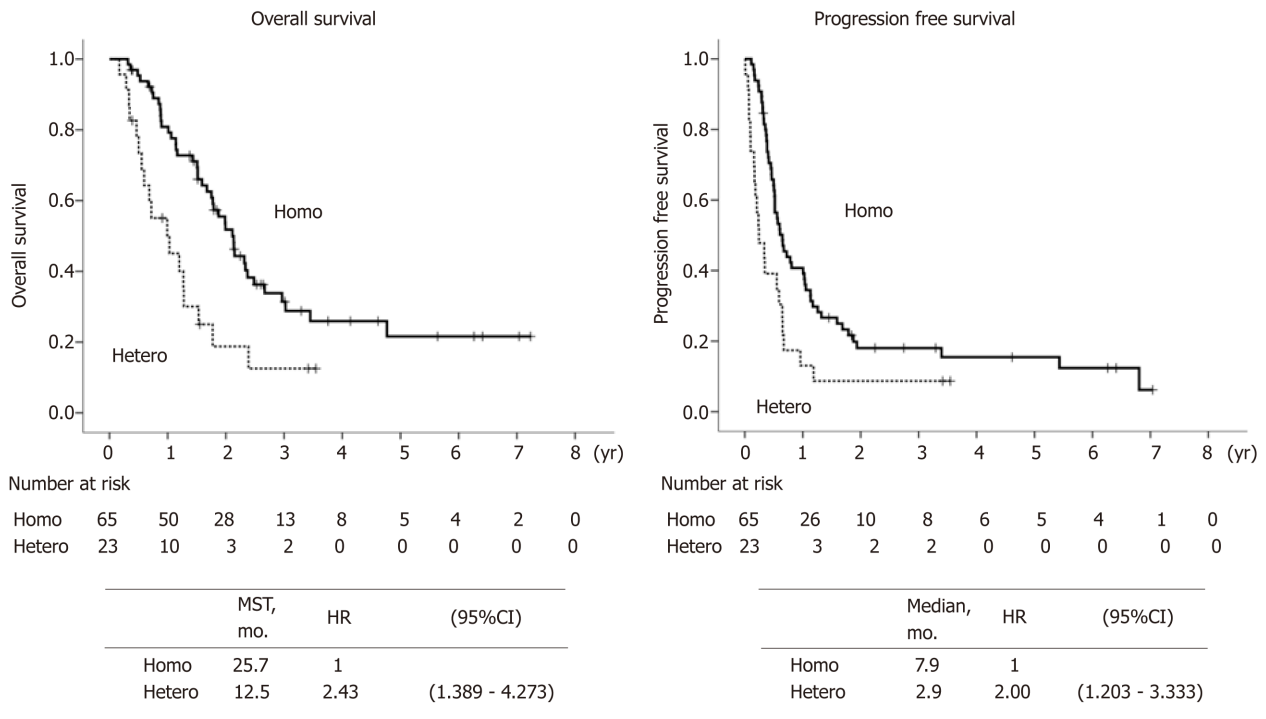 Overall survival
1.0
0.8
0.6
0.4
0.2
0.0
Overall survival
Homo
Hetero
0 1 2 3 4 5 6 7 8 (yr)
Number at risk
Homo 65 50 28 13 8 5 4 2 0
Hetero 23 10 3 2 0 0 0 0 0
MST, mo. HR (95%CI)
Homo 25.7 1
Hetero 12.5 2.43 (1.389 - 4.273)
Progression free survival
1.0
0.8
0.6
0.4
0.2
0.0
Progression free survival
Homo
Hetero
0 1 2 3 4 5 6 7 8 (yr)
Number at risk
Homo 65 26 10 8 6 5 4 1 0
Hetero 23 3 2 2 0 0 0 0 0
Median, mo. HR (95%CI)
Homo 7.9 1
Hetero 2.9 2.00 (1.203 - 3.333)